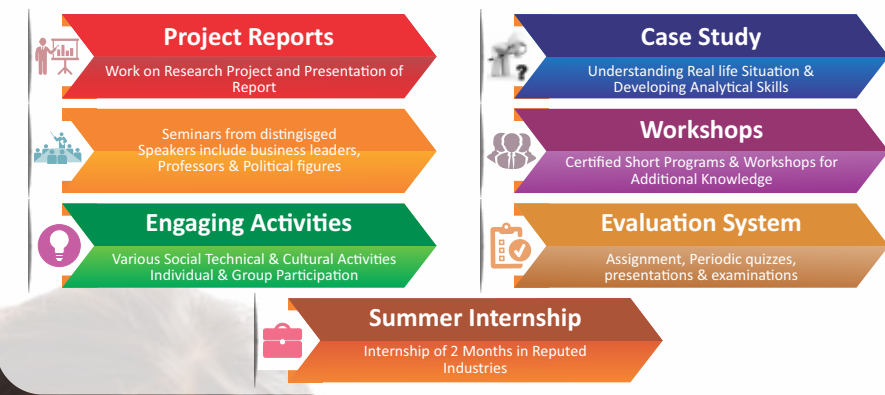 Project Reports
Work on Research Project and Presentation of
Report
Case Study
Understanding Real life Situation &
Developing Analytical Skills
Seminars from distingisged
Speakers include business leaders,
Professors & Political figures
Workshops
Certified Short Programs & Workshops for
Additional Knowledge
Engaging Activities
Various Social Technical & Cultural Activities
Individual & Group Participation
Evaluation System
Assignment, Periodic quizzes,
presentations & examinations
Summer Internship
Internship of 2 Months in Reputed
Industries